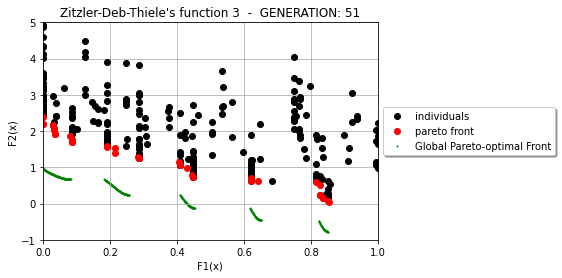 Zitzler-Deb-Thiele's function 3 - GENERATION: 51
5
4
3
2
1
0
−1
F2(x)
0.0 0.2 0.4 0.6 0.8 1.0
F1(x)
individuals
pareto front
Global Pareto-optimal Front